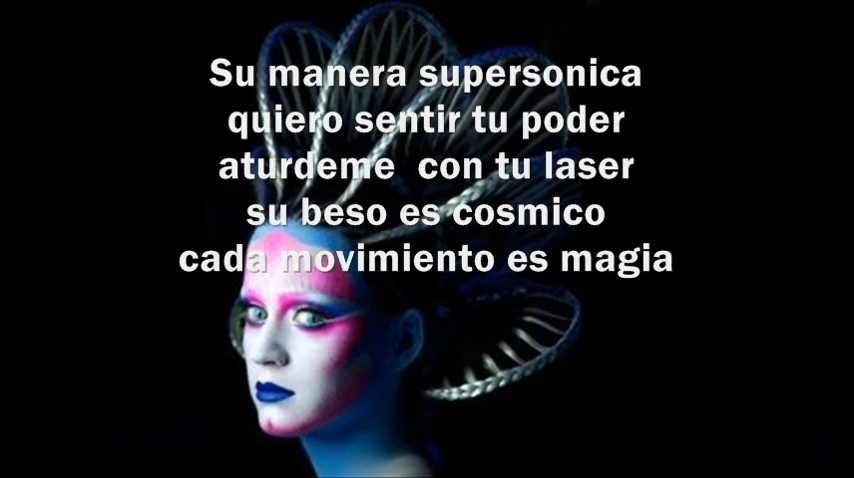 Su manera supersonica
quiero sentir tu poder
aturdeme con tu laser
su beso es cosmico
cada movimiento es magia